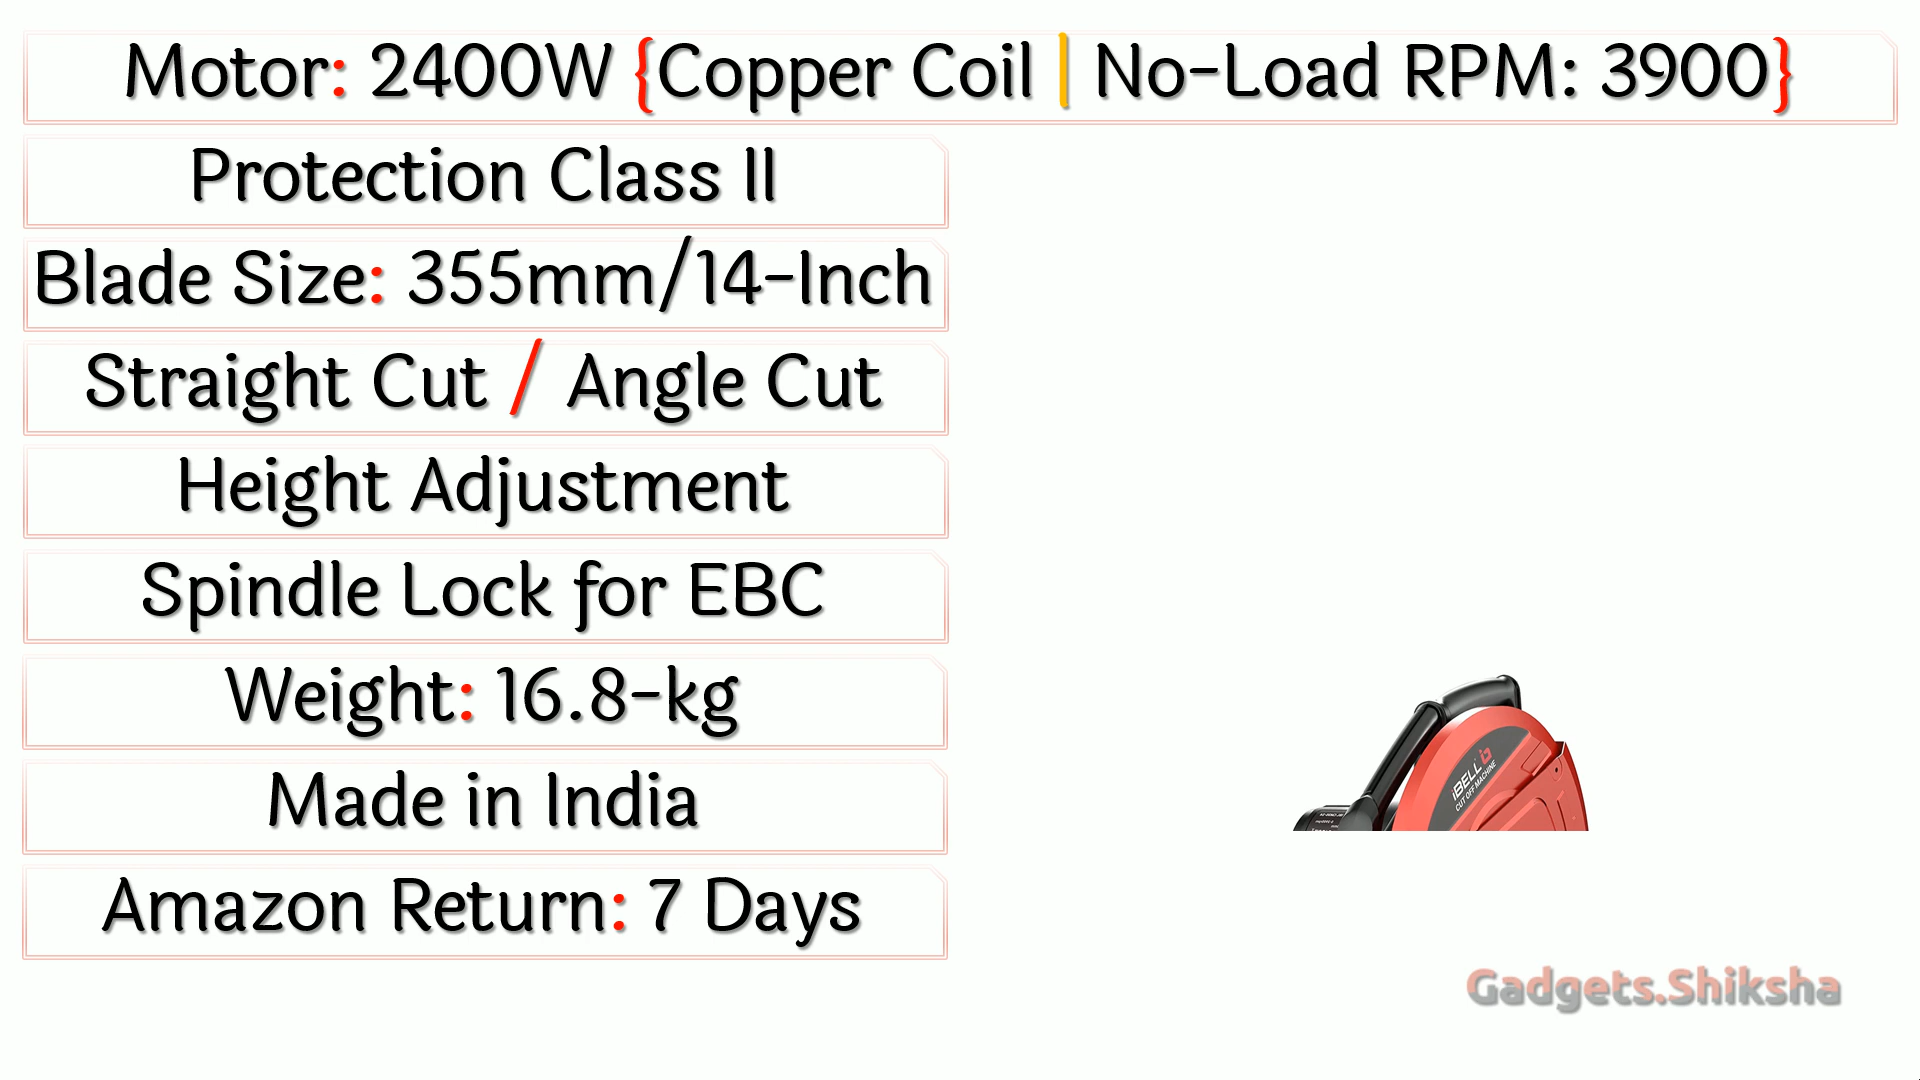 Motor: 2400W {Copper Coil | No-Load RPM: 3900}
Protection Class II
Blade Size: 355mm/14-Inch
Straight Cut / Angle Cut
Height Adjustment
Spindle Lock for EBC
Weight: 16.8-kg
Made in India
Amazon Return: 7 Days
iBELL
CUT OFF MACHINE
Gadgets.Shiksha